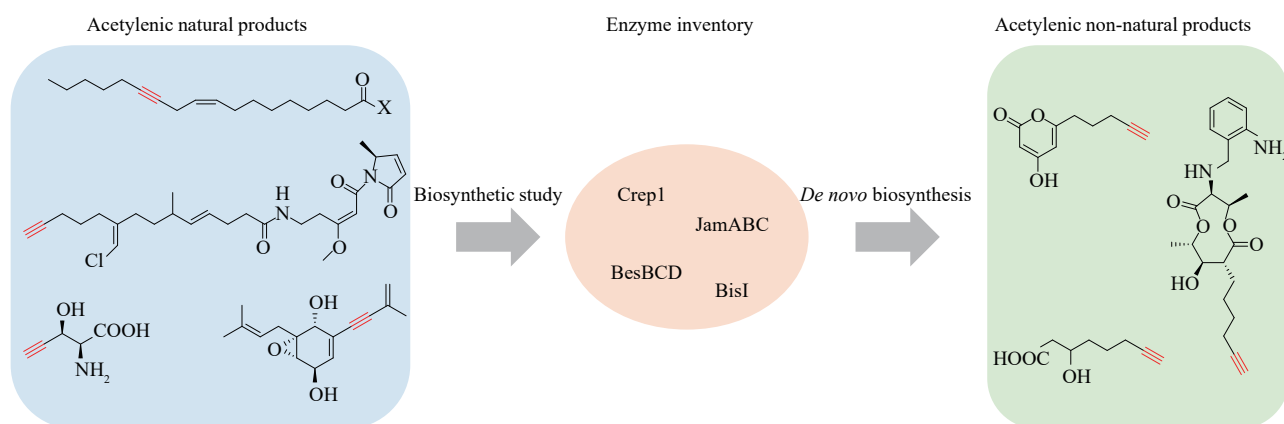 Acetylenic natural products
Enzyme inventory
Acetylenic non-natural products
O
X
N
O
O
H
N
O
O
Cl
OH
COOH
NH2
OH
O
OH
Biosynthetic study
Crep1
JamABC
BesBCD
BisI
De novo biosynthesis
O
O
OH
NH2
HN
O
O
O
O
HO
HOOC
OH